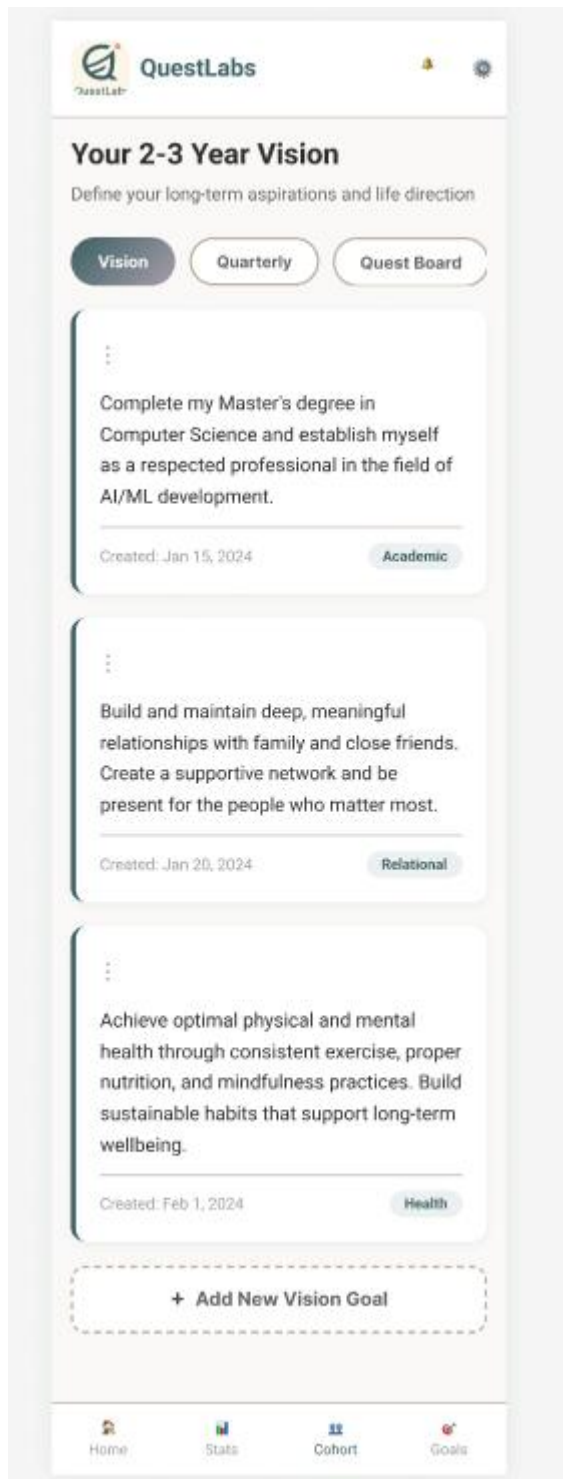 QuestLabs
QuestLab
Your 2-3 Year Vision
Define your long-term aspirations and life direction
Vision
Quarterly
Quest Board
Complete my Master's degree in
Computer Science and establish myself
as a respected professional in the field of
AI/ML development.
Created: Jan 15, 2024
Academic
Build and maintain deep, meaningful
relationships with family and close friends.
Create a supportive network and be
present for the people who matter most.
Created: Jan 20, 2024
Relational
Achieve optimal physical and mental
health through consistent exercise, proper
nutrition, and mindfulness practices. Build
sustainable habits that support long-term
wellbeing.
Created: Feb 1, 2024
Health
+ Add New Vision Goal
Home
Stats
Cohort
Goals